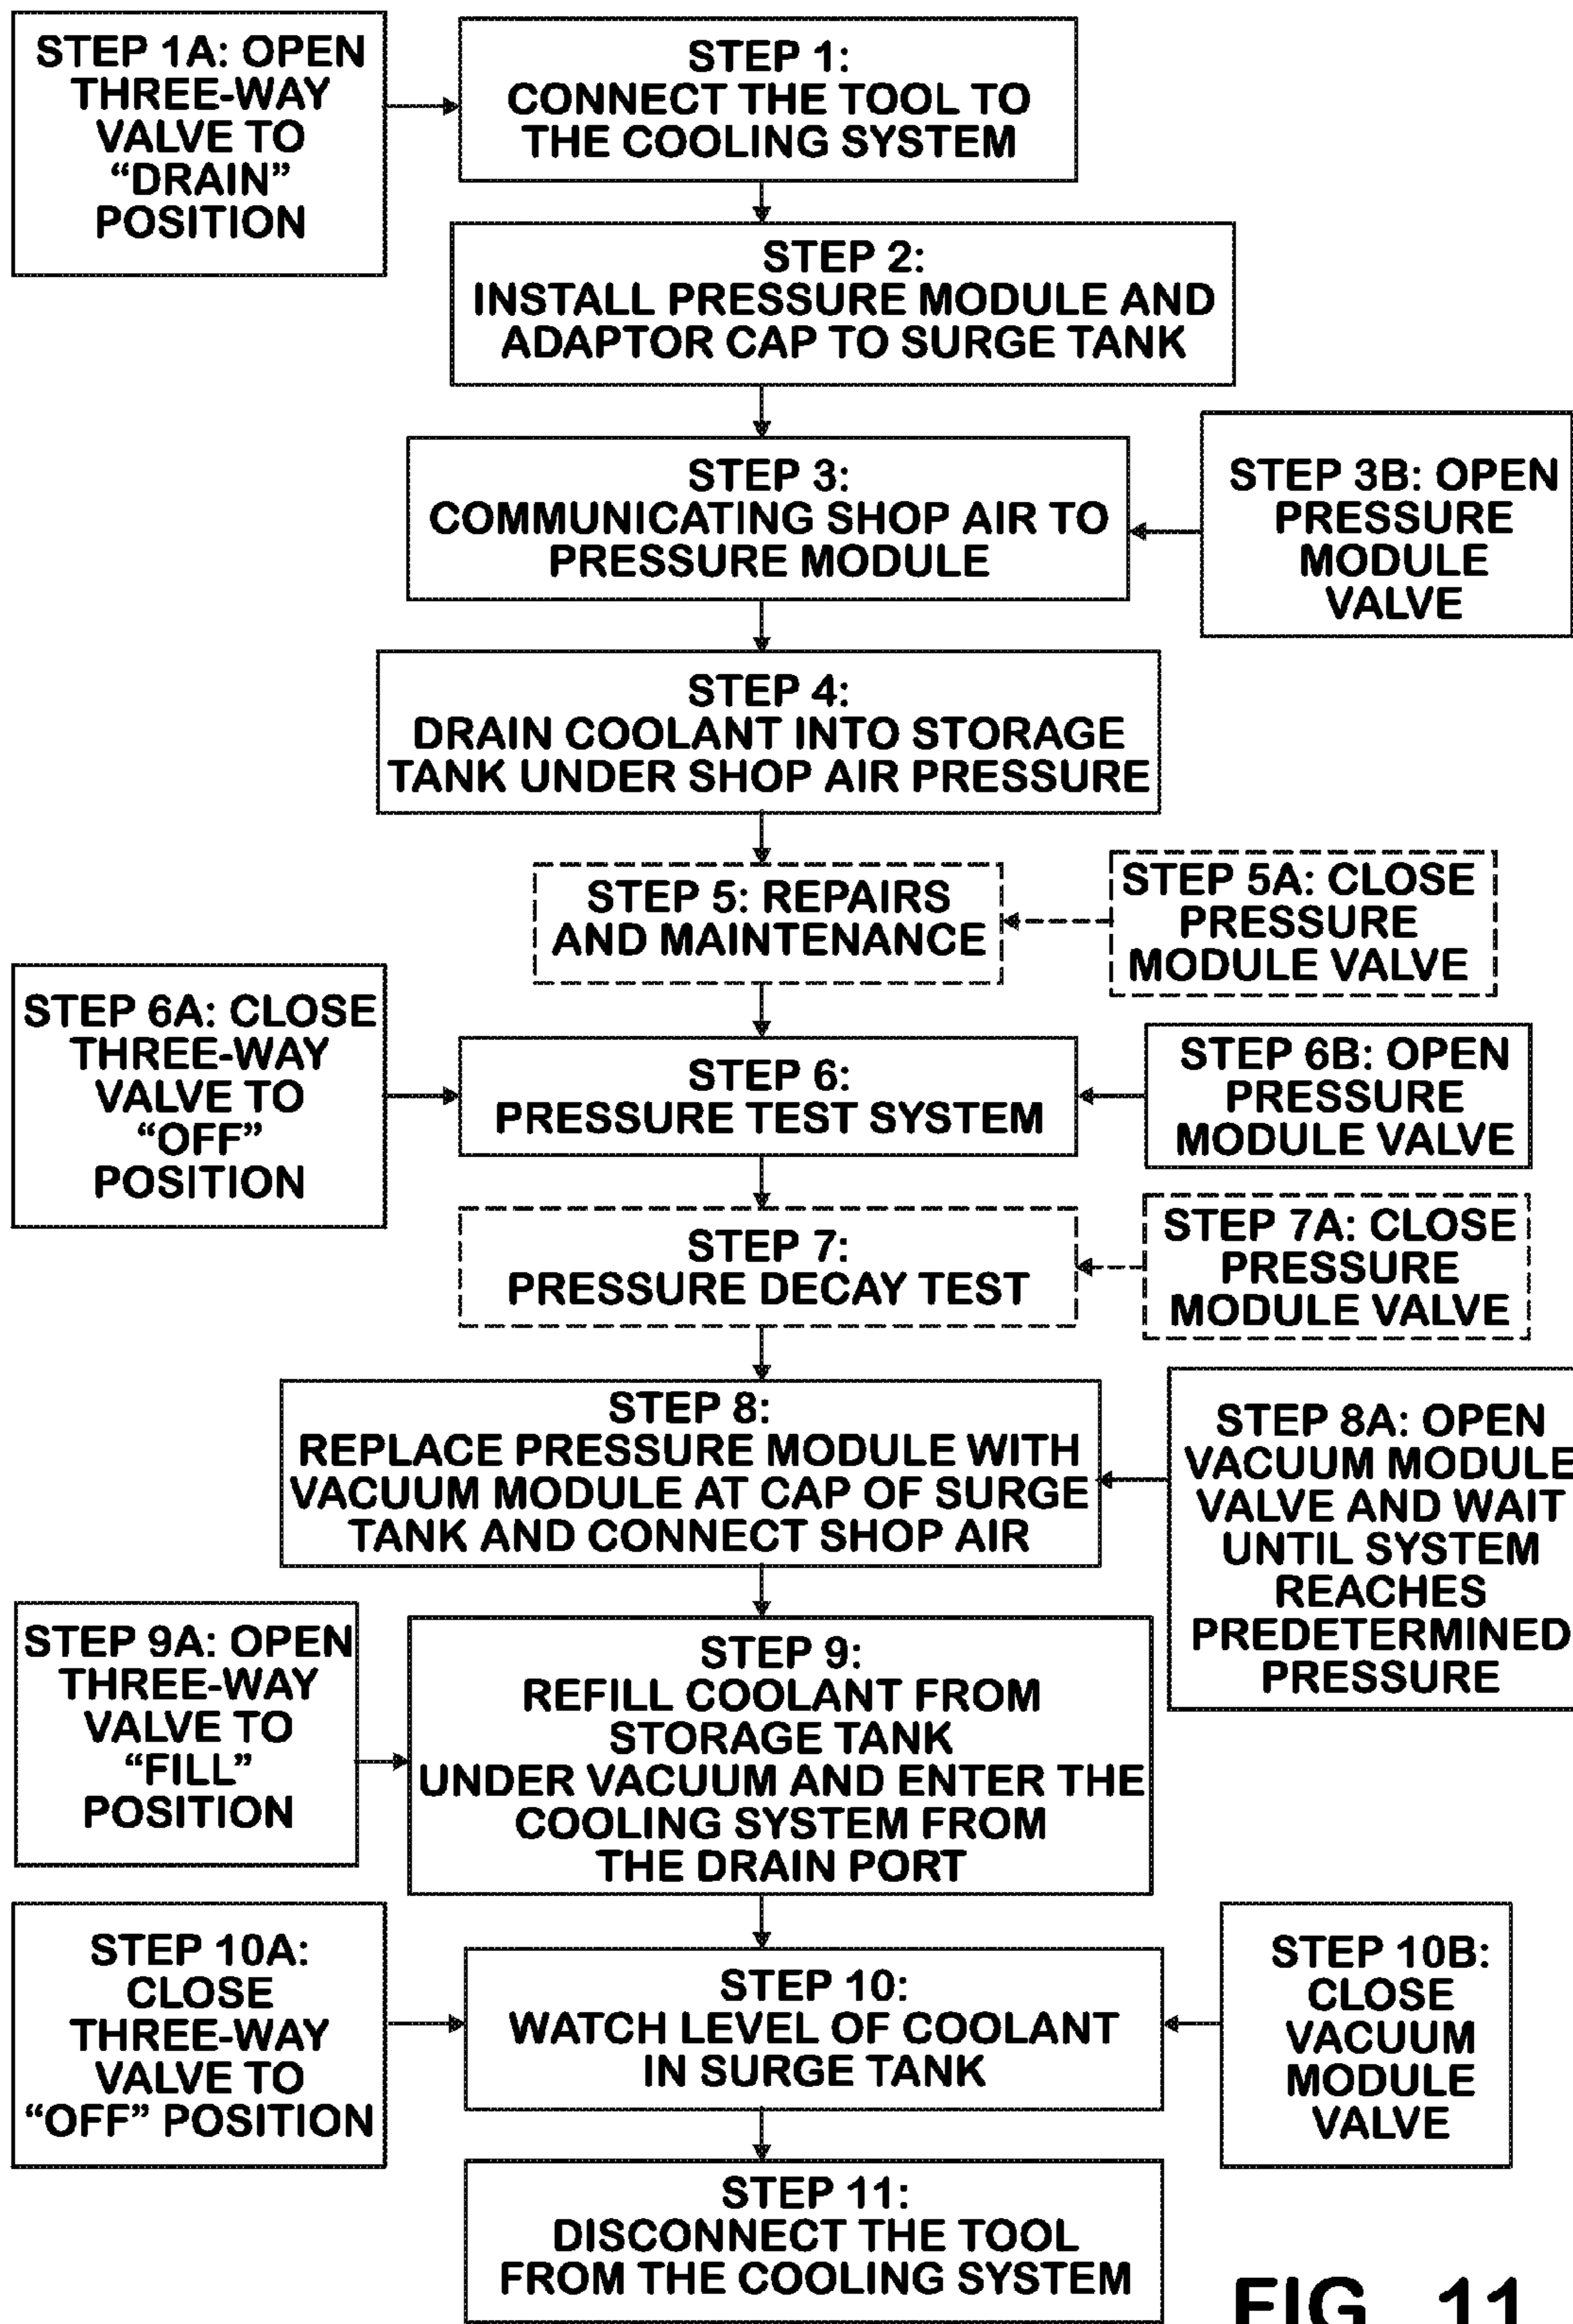 STEP 1A: OPEN
THREE-WAY
VALVE TO
“DRAIN”
POSITION
STEP 1:
CONNECT THE TOOL TO
THE COOLING SYSTEM
STEP 2:
INSTALL PRESSURE MODULE AND
ADAPTOR CAP TO SURGE TANK
STEP 3:
COMMUNICATING SHOP AIR TO
PRESSURE MODULE
STEP 3B: OPEN
PRESSURE
MODULE
VALVE
STEP 4:
DRAIN COOLANT INTO STORAGE
TANK UNDER SHOP AIR PRESSURE
STEP 5: REPAIRS
AND MAINTENANCE
STEP 5A: CLOSE
PRESSURE
MODULE VALVE
STEP 6A: CLOSE
THREE-WAY
VALVE TO
“OFF”
POSITION
STEP 6:
PRESSURE TEST SYSTEM
STEP 6B: OPEN
PRESSURE
MODULE VALVE
STEP 7:
PRESSURE DECAY TEST
STEP 7A: CLOSE
PRESSURE
MODULE VALVE
STEP 8:
REPLACE PRESSURE MODULE WITH
VACUUM MODULE AT CAP OF SURGE
TANK AND CONNECT SHOP AIR
STEP 8A: OPEN
VACUUM MODULE
VALVE AND WAIT
UNTIL SYSTEM
REACHES
PREDETERMINED
PRESSURE
STEP 9A: OPEN
THREE-WAY
VALVE TO
“FILL”
POSITION
STEP 9:
REFILL COOLANT FROM
STORAGE TANK
UNDER VACUUM AND ENTER THE
COOLING SYSTEM FROM
THE DRAIN PORT
STEP 10A:
CLOSE
THREE-WAY
VALVE TO
“OFF” POSITION
STEP 10:
WATCH LEVEL OF COOLANT
IN SURGE TANK
STEP 10B:
CLOSE
VACUUM
MODULE
VALVE
STEP 11:
DISCONNECT THE TOOL
FROM THE COOLING SYSTEM
FIG. 11